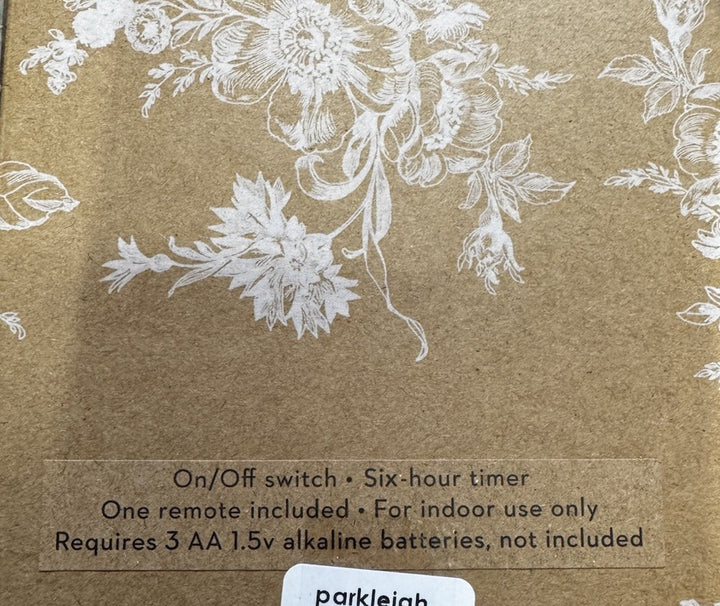 On/Off switch • Six-hour timer
One remote included • For indoor use only
Requires 3 AA 1.5v alkaline batteries, not included
parkleigh